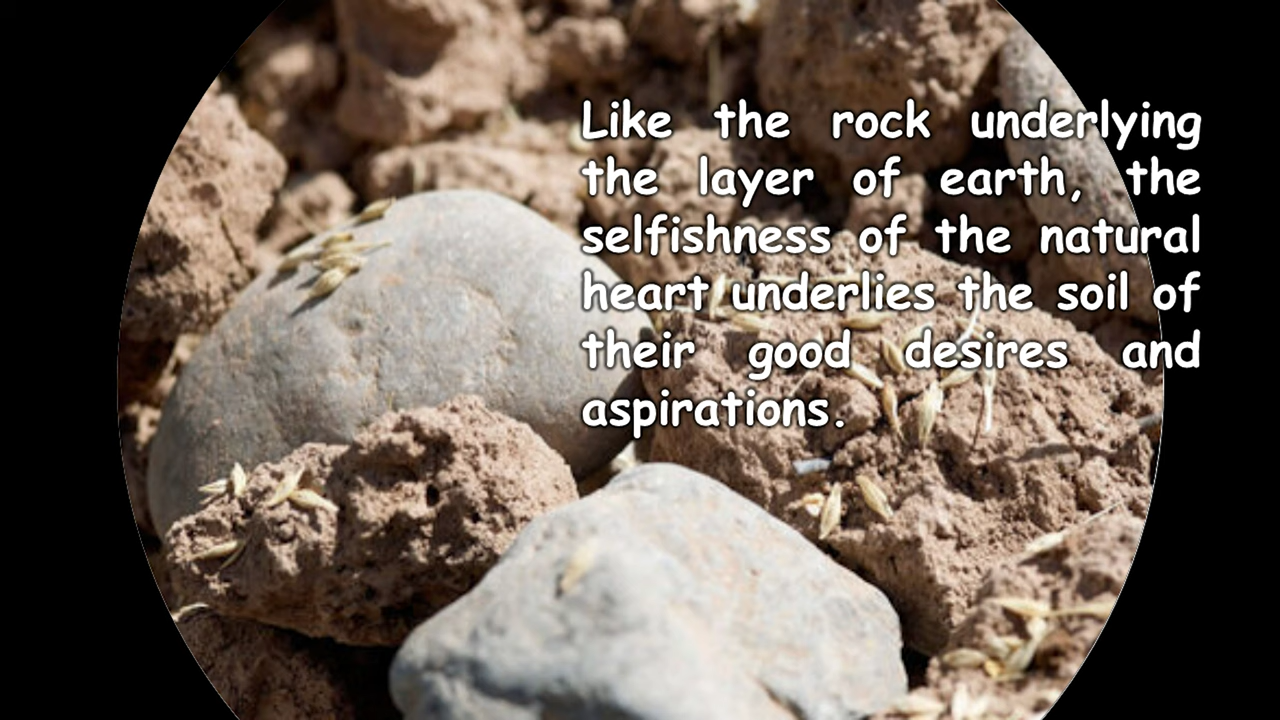 Like the rock underlying
the layer of earth, the
selfishness of the natural
heart underlies the soil of
their good desires and
aspirations.